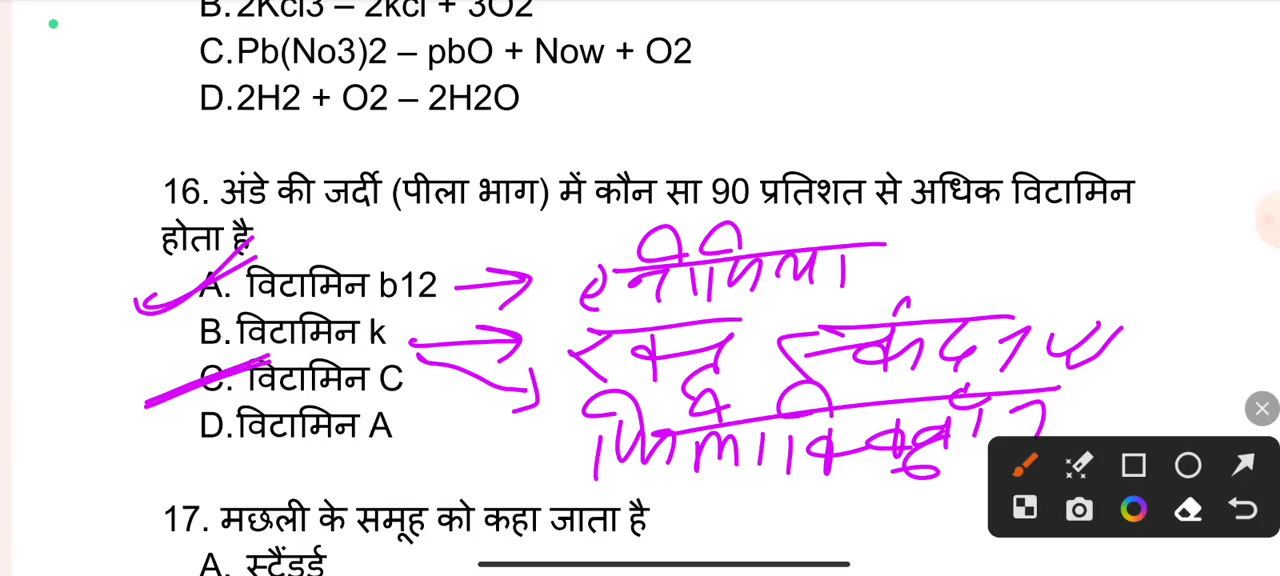 B.2Kcl3 – 2kcl + 3O2
C.Pb(No3)2 – pbO + Now + O2
D.2H2 + O2 – 2H2O
16. अंडे की जर्दी (पीला भाग) में कौन सा 90 प्रतिशत से अधिक विटामिन
होता है
A. विटामिन b12 → एनीमिया
B.विटामिन k → रक्त स्कंदन
C. विटामिन C
D.विटामिन A
17. मछली के समूह को कहा जाता है
A. स्टैंडर्ड